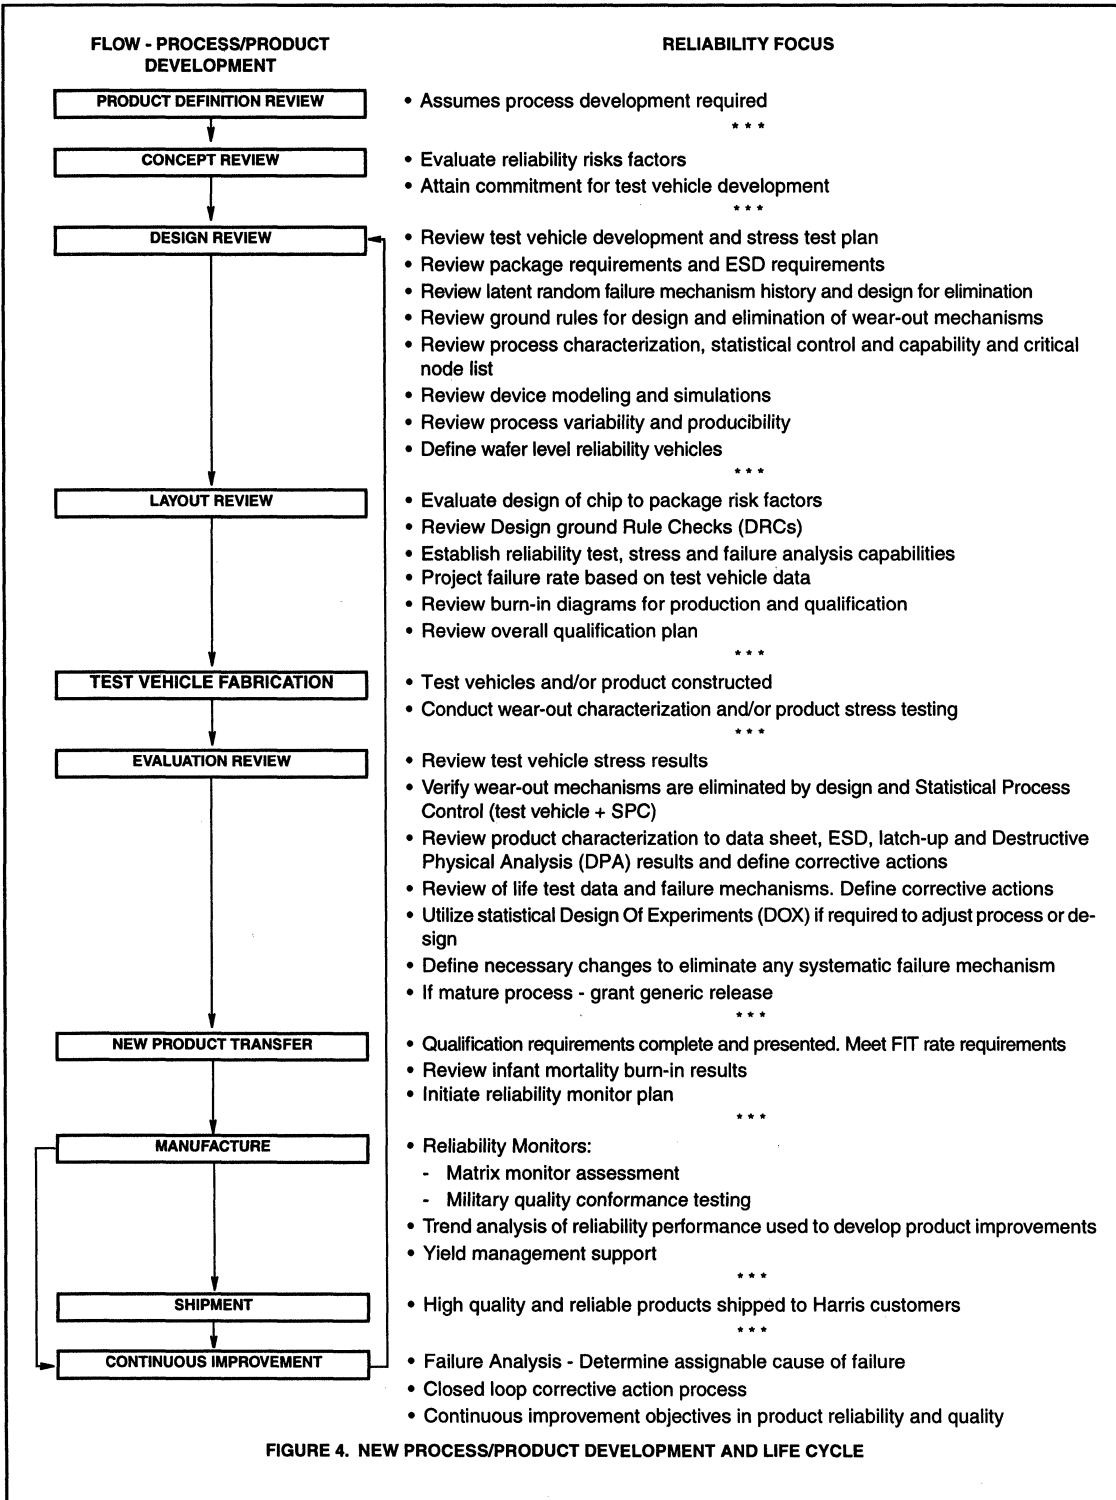 FLOW - PROCESS/PRODUCT
DEVELOPMENT
RELIABILITY FOCUS
PRODUCT DEFINITION REVIEW
• Assumes process development required
* * *
CONCEPT REVIEW
• Evaluate reliability risks factors
• Attain commitment for test vehicle development
* * *
DESIGN REVIEW
• Review test vehicle development and stress test plan
• Review package requirements and ESD requirements
• Review latent random failure mechanism history and design for elimination
• Review ground rules for design and elimination of wear-out mechanisms
• Review process characterization, statistical control and capability and critical
node list
• Review device modeling and simulations
• Review process variability and producibility
• Define wafer level reliability vehicles
* * *
LAYOUT REVIEW
• Evaluate design of chip to package risk factors
• Review Design ground Rule Checks (DRCs)
• Establish reliability test, stress and failure analysis capabilities
• Project failure rate based on test vehicle data
• Review burn-in diagrams for production and qualification
• Review overall qualification plan
* * *
TEST VEHICLE FABRICATION
• Test vehicles and/or product constructed
• Conduct wear-out characterization and/or product stress testing
* * *
EVALUATION REVIEW
• Review test vehicle stress results
• Verify wear-out mechanisms are eliminated by design and Statistical Process
Control (test vehicle + SPC)
• Review product characterization to data sheet, ESD, latch-up and Destructive
Physical Analysis (DPA) results and define corrective actions
• Review of life test data and failure mechanisms. Define corrective actions
• Utilize statistical Design Of Experiments (DOX) if required to adjust process or de-
sign
• Define necessary changes to eliminate any systematic failure mechanism
• If mature process - grant generic release
* * *
NEW PRODUCT TRANSFER
• Qualification requirements complete and presented. Meet FIT rate requirements
• Review infant mortality burn-in results
• Initiate reliability monitor plan
* * *
MANUFACTURE
• Reliability Monitors:
- Matrix monitor assessment
- Military quality conformance testing
• Trend analysis of reliability performance used to develop product improvements
• Yield management support
* * *
SHIPMENT
• High quality and reliable products shipped to Harris customers
* * *
CONTINUOUS IMPROVEMENT
• Failure Analysis - Determine assignable cause of failure
• Closed loop corrective action process
• Continuous improvement objectives in product reliability and quality
FIGURE 4. NEW PROCESS/PRODUCT DEVELOPMENT AND LIFE CYCLE